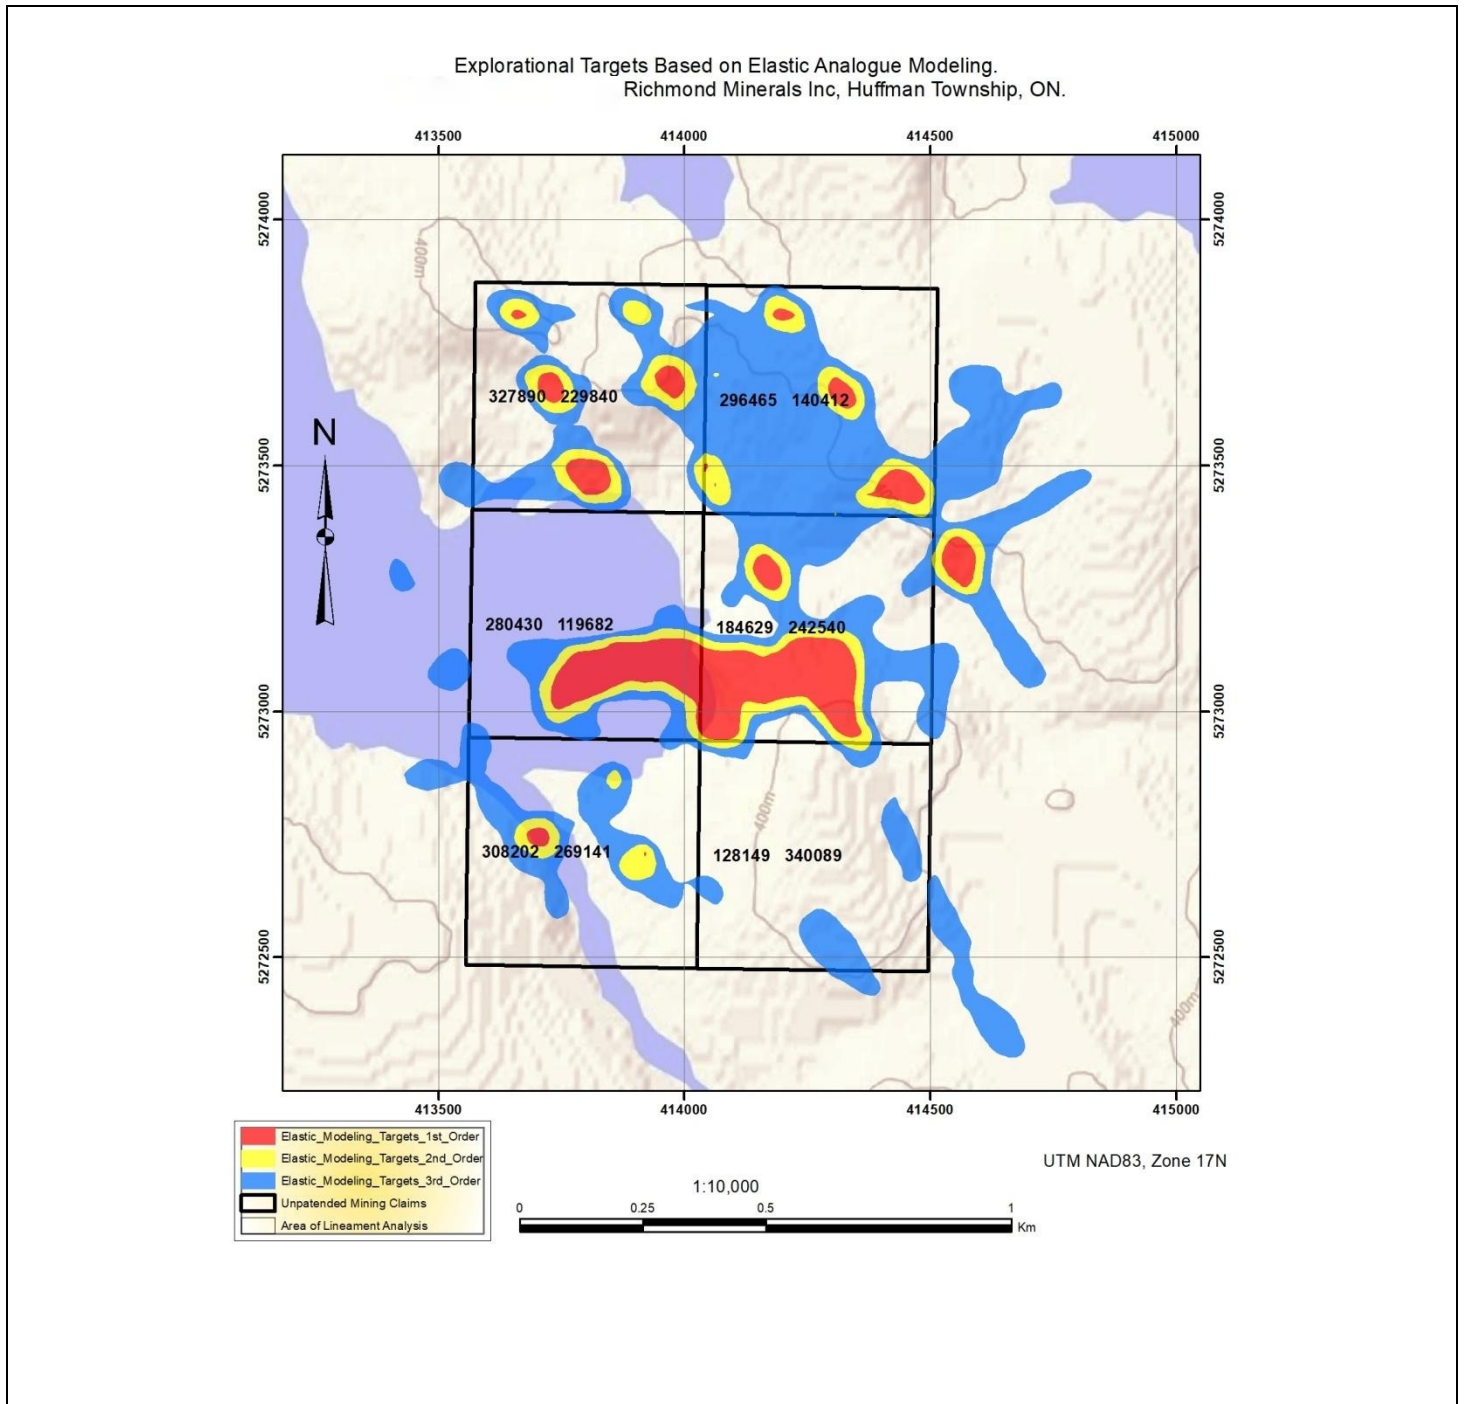 Explorational Targets Based on Elastic Analogue Modeling.
Richmond Minerals Inc, Huffman Township, ON.
413500 414000 414500 415000
5274000 5274000
400m
327890 229840 296465 140412
N
5273500 5273500
280430 119682 184629 242540
5273000 5273000
400m
308202 269141 128149 340089
5272500 5272500
400m
413500 414000 414500 415000
Elastic_Modeling_Targets_1st_Order
Elastic_Modeling_Targets_2nd_Order
Elastic_Modeling_Targets_3rd_Order
Unpatended Mining Claims
Area of Lineament Analysis
UTM NAD83, Zone 17N
1:10,000
0 0.25 0.5 1
Km